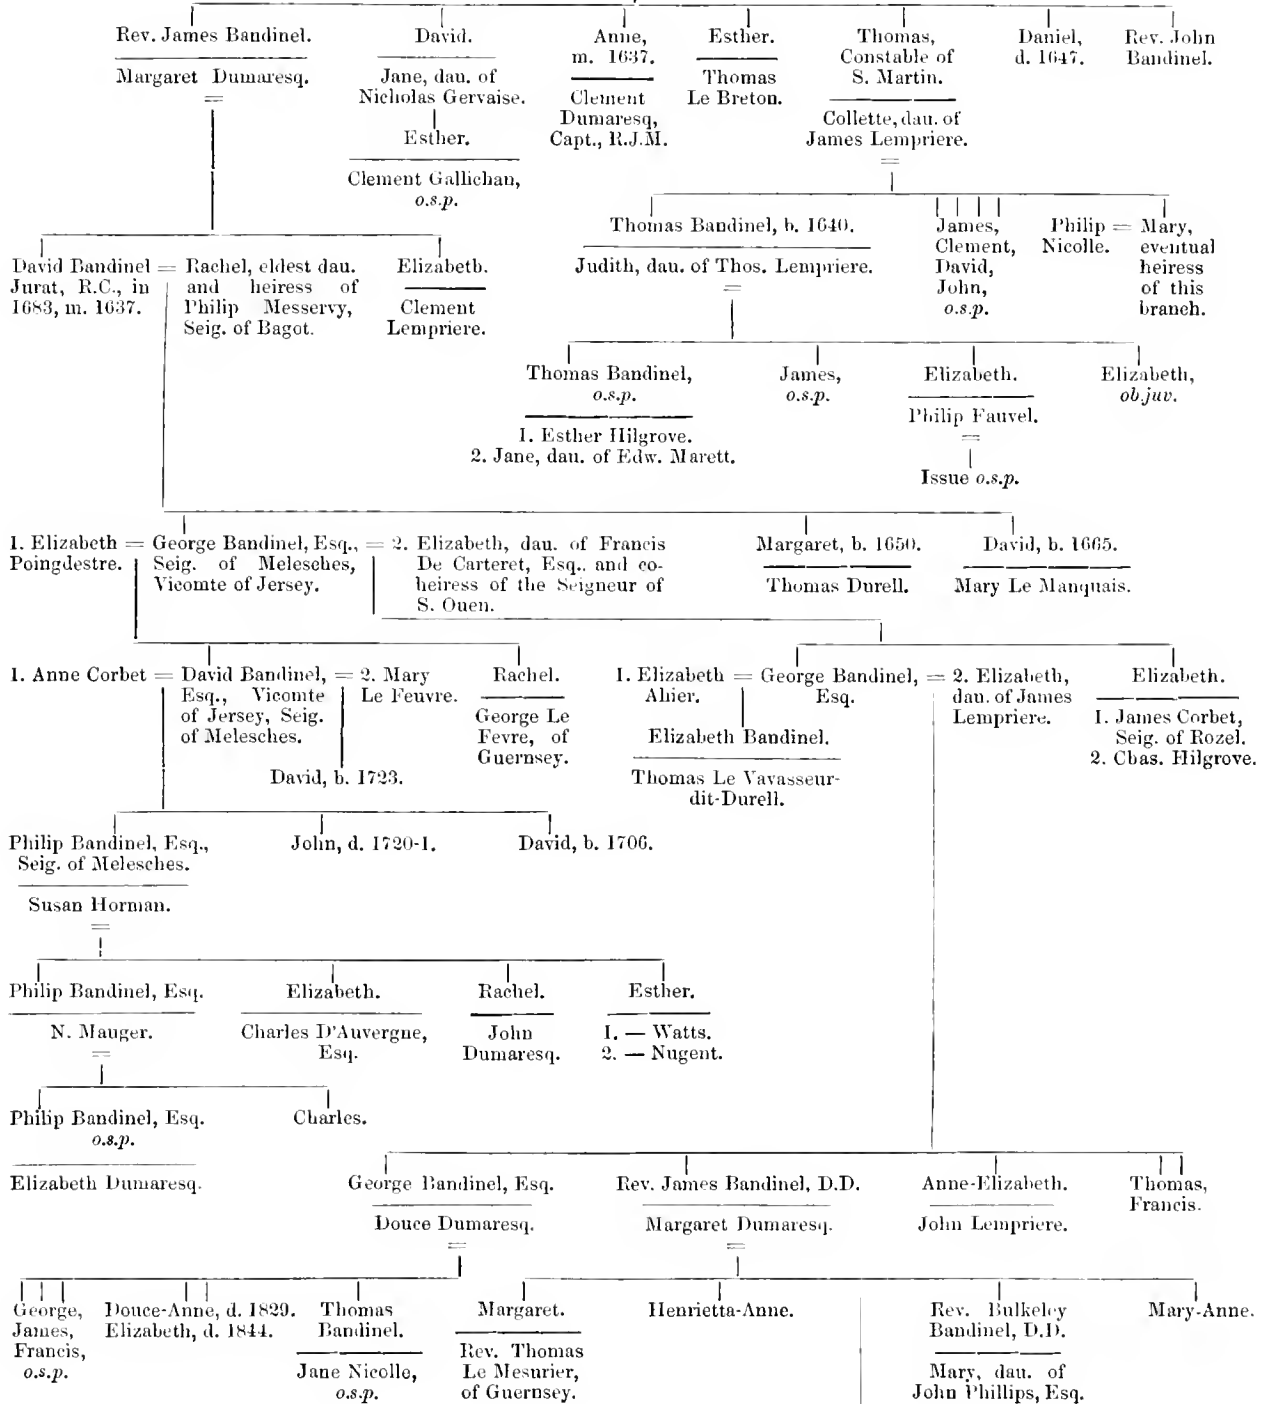 Rev. James Bandinel.
Margaret Dumaresq.
=
David.
Jane, dau. of
Nicholas Gervaise.
Esther.
Clement Gallichan,
o.s.p.
Anne,
m. 1637.
Clement
Dumaresq,
Capt., R.J.M.
Esther.
Thomas
Le Breton.
Thomas,
Constable of
S. Martin.
Collette, dau. of
James Lempriere.
=
Daniel,
d. 1647.
Rev. John
Bandinel.
Thomas Bandinel, b. 1640.
Judith, dau. of Thos. Lempriere.
=
James,
Clement,
David,
John,
o.s.p.
Philip = Mary,
Nicolle. eventual
heiress
of this
branch.
David Bandinel = Rachel, eldest dau.
Jurat, R.C., in and heiress of
1683, m. 1637. Philip Messervy,
Seig. of Bagot.
Elizabeth.
Clement
Lempriere.
Thomas Bandinel,
o.s.p.
1. Esther Hilgrove.
2. Jane, dau. of Edw. Marett.
James,
o.s.p.
Elizabeth.
Philip Fauvel.
=
Issue o.s.p.
Elizabeth,
ob.juv.
1. Elizabeth = George Bandinel, Esq., = 2. Elizabeth, dau. of Francis
Poingdestre. Seig. of Melesches, De Carteret, Esq., and co-
Vicomte of Jersey. heiress of the Seigneur of
S. Ouen.
Margaret, b. 1650.
Thomas Durell.
David, b. 1665.
Mary Le Manquais.
1. Anne Corbet = David Bandinel, = 2. Mary
Esq., Vicomte Le Feuvre.
of Jersey, Seig.
of Melesches.
David, b. 1723.
Rachel.
George Le
Fevre, of
Guernsey.
1. Elizabeth = George Bandinel, = 2. Elizabeth,
Ahier. Esq. dau. of James
Lempriere.
Elizabeth Bandinel.
Thomas Le Vavasseur-
dit-Durell.
Elizabeth.
1. James Corbet,
Seig. of Rozel.
2. Chas. Hilgrove.
Philip Bandinel, Esq.,
Seig. of Melesches.
Susan Horman.
=
John, d. 1720-1.
David, b. 1706.
Philip Bandinel, Esq.
N. Mauger.
=
Elizabeth.
Charles D'Auvergne,
Esq.
Rachel.
John
Dumaresq.
Esther.
1. — Watts.
2. — Nugent.
Philip Bandinel, Esq.
o.s.p.
Elizabeth Dumaresq.
Charles.
George Bandinel, Esq.
Douce Dumaresq.
=
Rev. James Bandinel, D.D.
Margaret Dumaresq.
=
Anne-Elizabeth.
John Lempriere.
Thomas,
Francis.
George,
James,
Francis,
o.s.p.
Douce-Anne, d. 1829.
Elizabeth, d. 1844.
Thomas
Bandinel.
Jane Nicolle,
o.s.p.
Margaret.
Rev. Thomas
Le Mesurier,
of Guernsey.
Henrietta-Anne.
Rev. Bulkeley
Bandinel, D.D.
Mary, dau. of
John Phillips, Esq.
Mary-Anne.